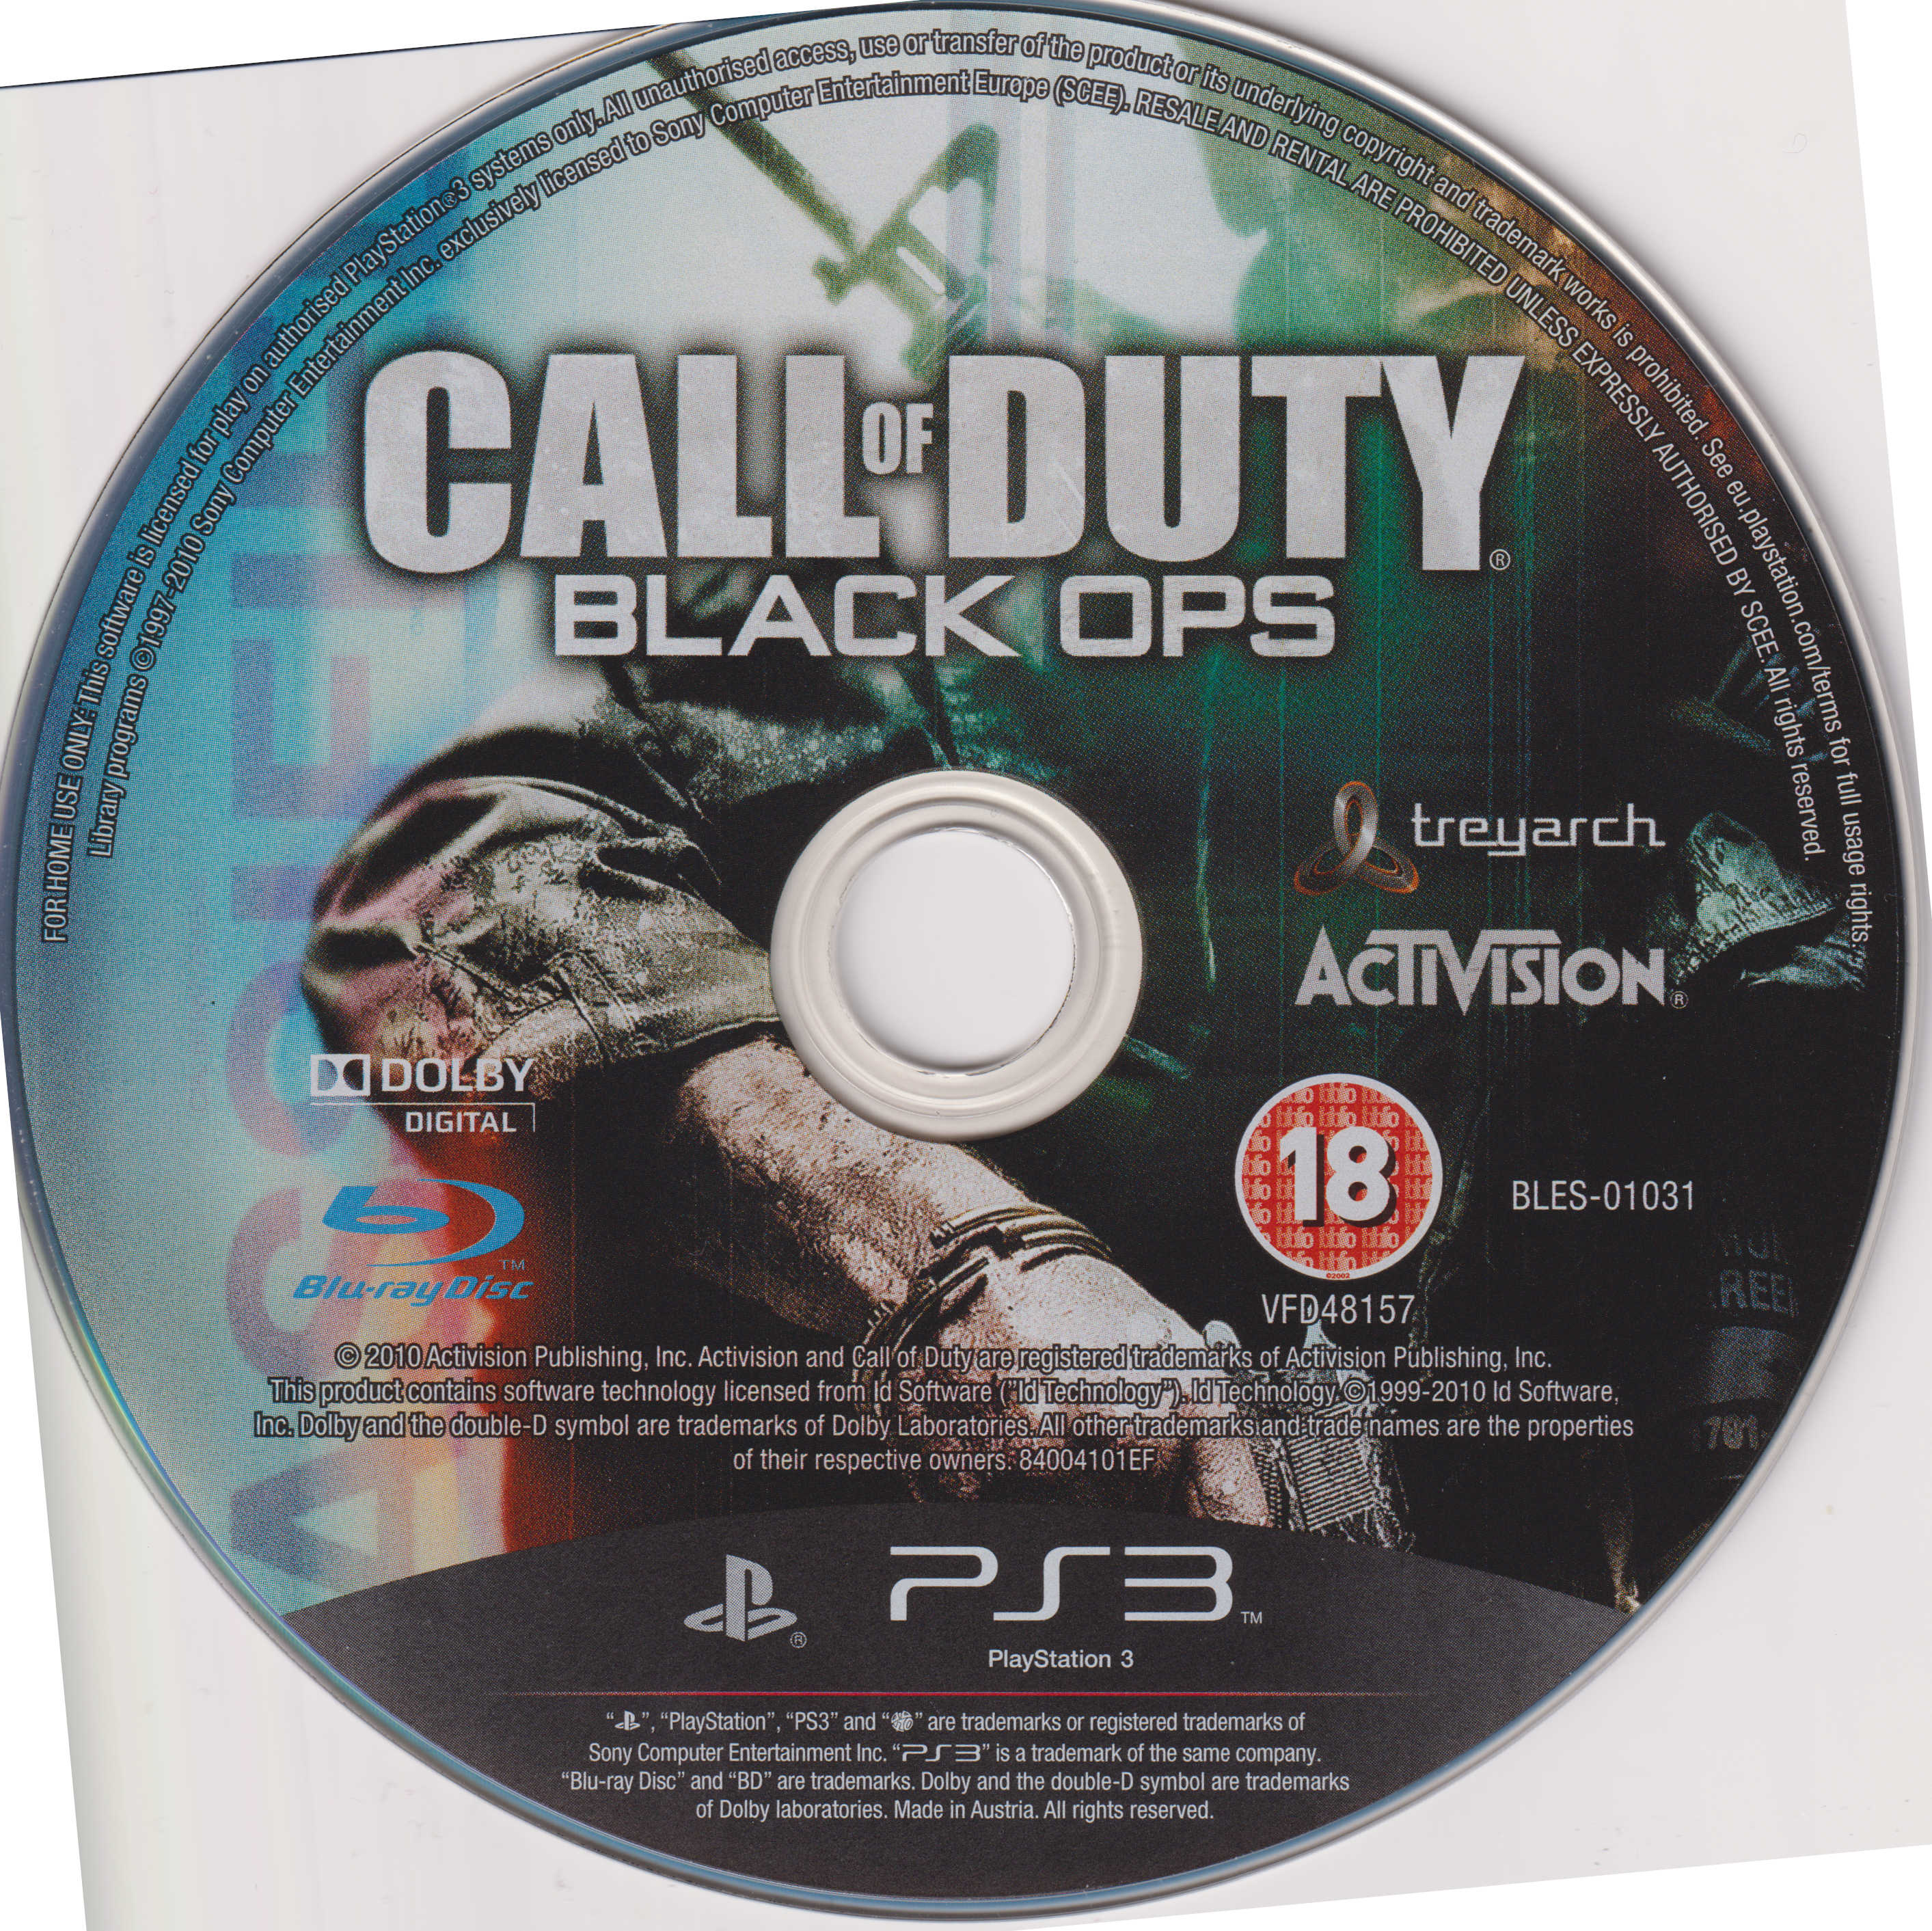 FOR HOME USE ONLY: This software is licensed for play on authorised PlayStation®3 systems only. All unauthorised access, use or transfer of the product or its underlying copyright and trademark works is prohibited. See eu.playstation.com/terms for full usage rights.
Library programs ©1997-2010 Sony Computer Entertainment Inc. exclusively licensed to Sony Computer Entertainment Europe (SCEE). RESALE AND RENTAL ARE PROHIBITED UNLESS EXPRESSLY AUTHORISED BY SCEE. All rights reserved.
CALL OF DUTY®
BLACK OPS
treyarch
ACTIVISION®
DOLBY
DIGITAL
18
©2002
BLES-01031
Blu-ray Disc™
VFD48157
© 2010 Activision Publishing, Inc. Activision and Call of Duty are registered trademarks of Activision Publishing, Inc.
This product contains software technology licensed from Id Software ("Id Technology"). Id Technology © 1999-2010 Id Software,
Inc. Dolby and the double-D symbol are trademarks of Dolby Laboratories. All other trademarks and trade names are the properties
of their respective owners. 84004101EF
PS3™
PlayStation 3
“ ”, “PlayStation”, “PS3” and “ ” are trademarks or registered trademarks of
Sony Computer Entertainment Inc. “PS3” is a trademark of the same company.
“Blu-ray Disc” and “BD” are trademarks. Dolby and the double-D symbol are trademarks
of Dolby laboratories. Made in Austria. All rights reserved.